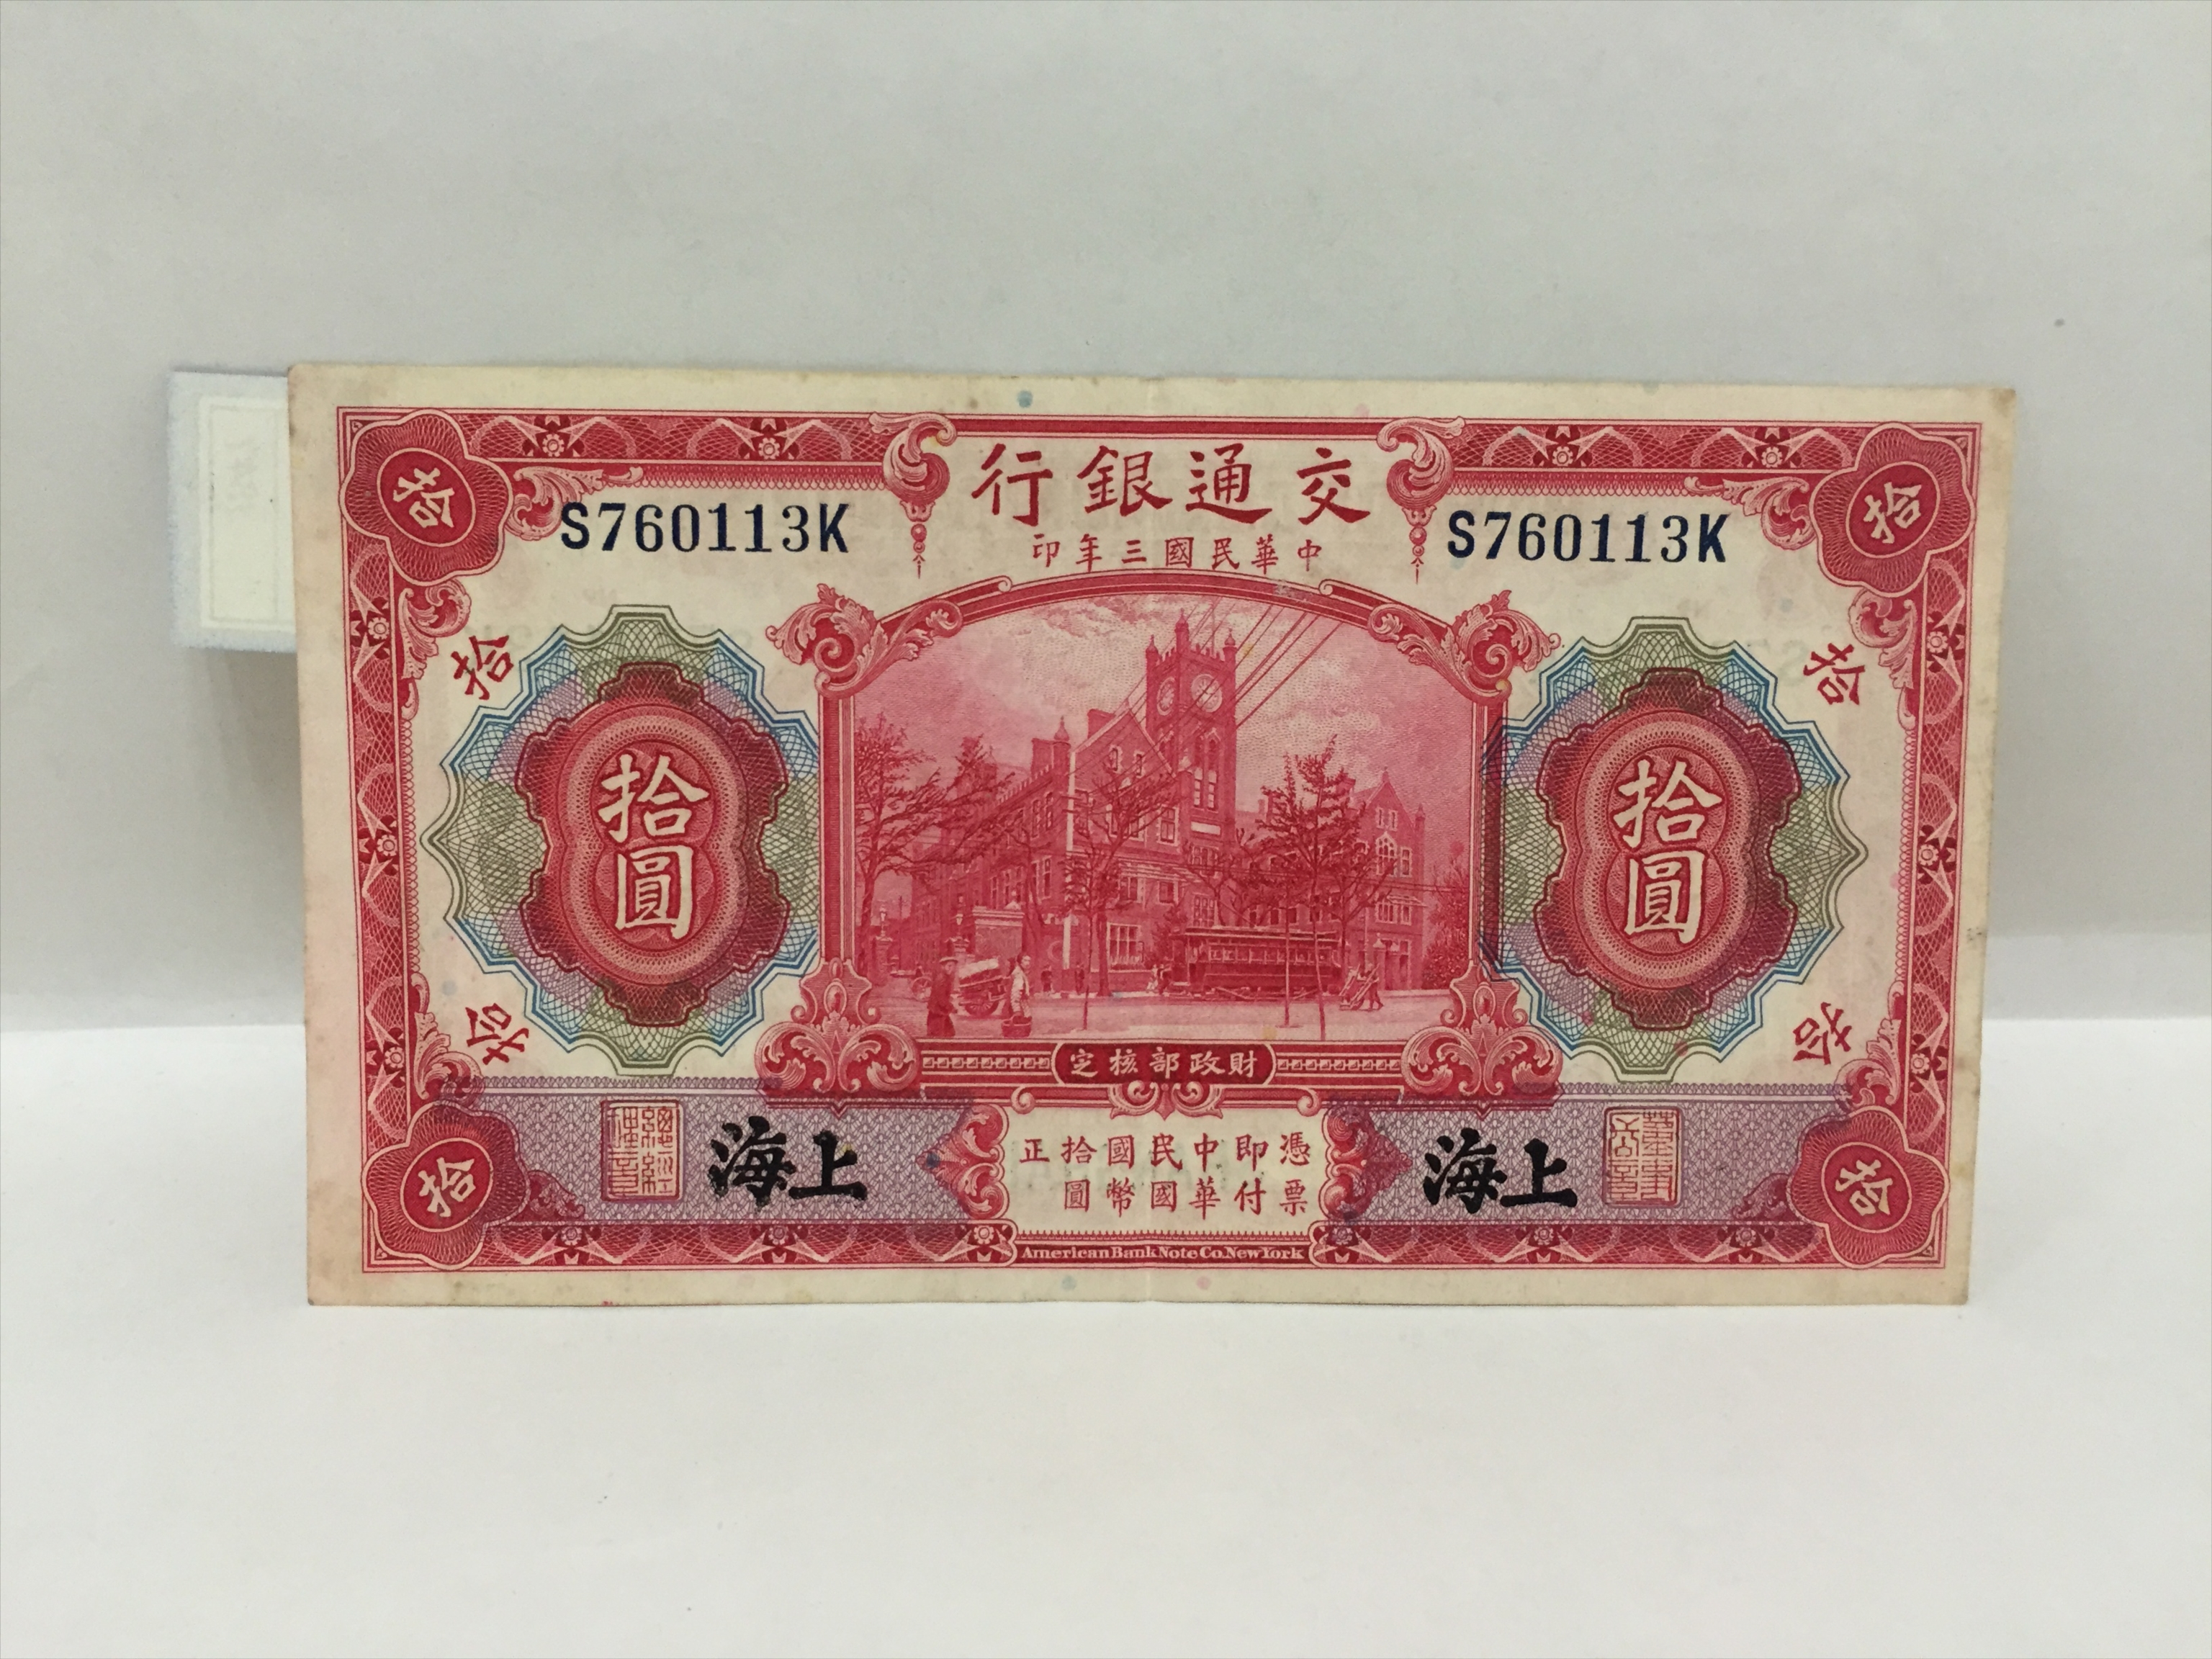 交通銀行
中華民國三年印
S760113K
S760113K
拾
拾
拾
拾
拾圓
拾圓
拾
拾
財政部核定
上海
上海
憑票即付中華民國國幣拾圓正
拾
拾
American Bank Note Co. New York